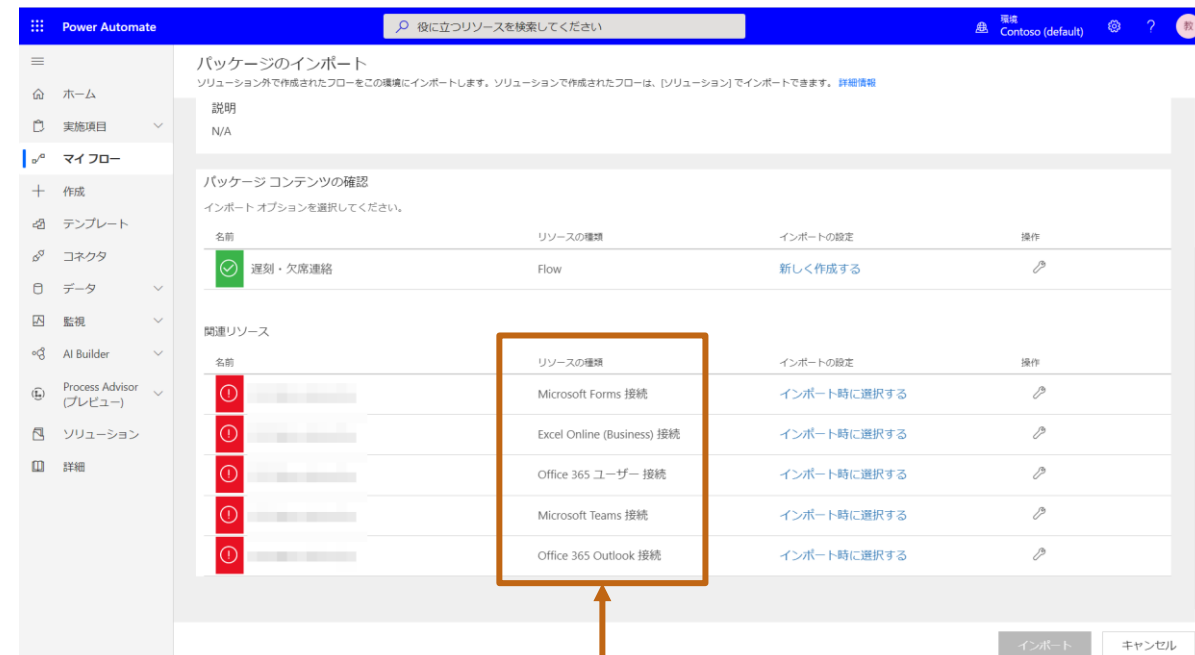 Power Automate
役に立つリソースを検索してください
環境
Contoso (default)
?
教
ホーム
実施項目
マイ フロー
作成
テンプレート
コネクタ
データ
監視
AI Builder
Process Advisor
(プレビュー)
ソリューション
詳細
パッケージのインポート
ソリューション外で作成されたフローをこの環境にインポートします。ソリューションで作成されたフローは、[ソリューション] でインポートできます。 詳細情報
説明
N/A
パッケージ コンテンツの確認
インポート オプションを選択してください。
名前 リソースの種類 インポートの設定 操作
遅刻・欠席連絡 Flow 新しく作成する
関連リソース
名前 リソースの種類 インポートの設定 操作
Microsoft Forms 接続 インポート時に選択する
Excel Online (Business) 接続 インポート時に選択する
Office 365 ユーザー 接続 インポート時に選択する
Microsoft Teams 接続 インポート時に選択する
Office 365 Outlook 接続 インポート時に選択する
インポート キャンセル